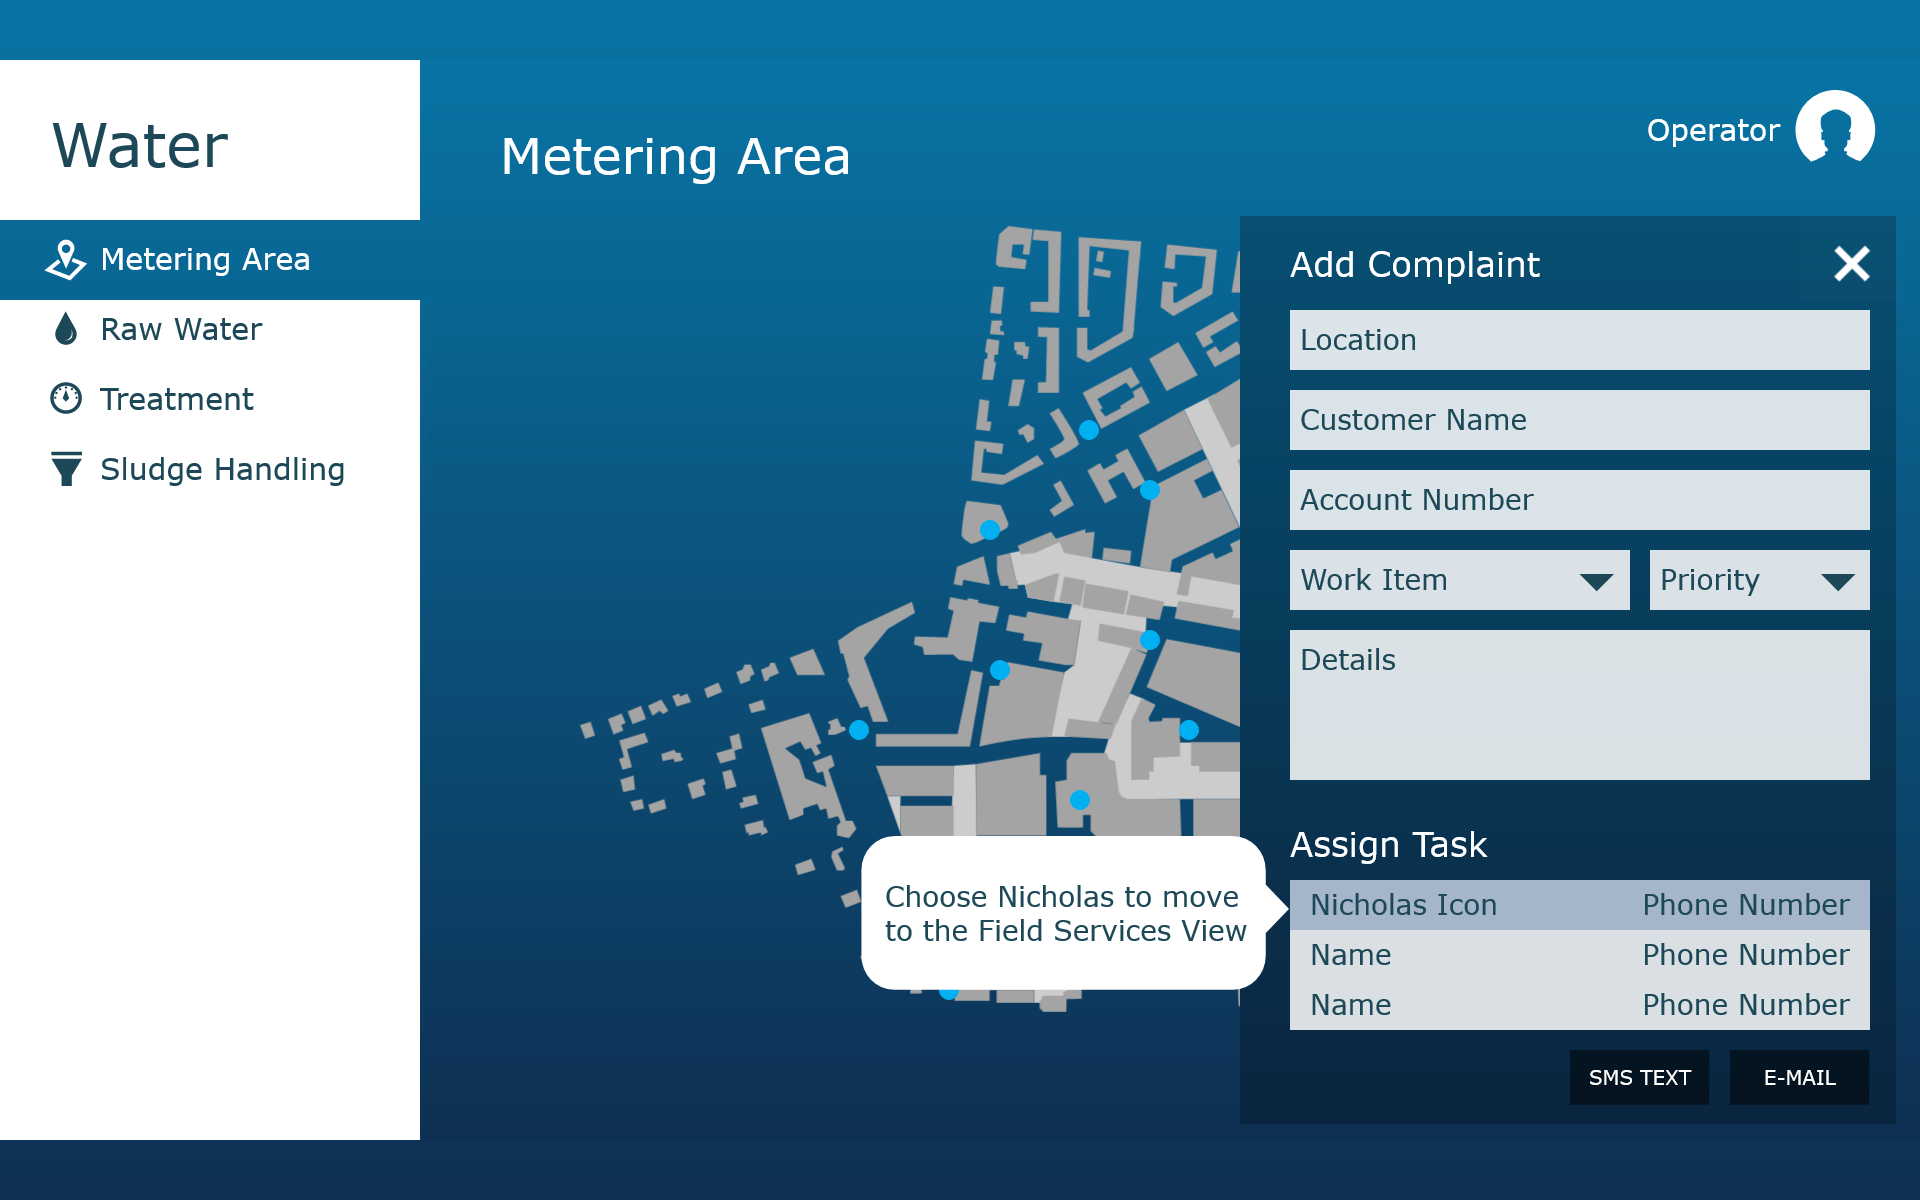 Water
Metering Area
Raw Water
Treatment
Sludge Handling
Metering Area
Operator
Add Complaint
Location
Customer Name
Account Number
Work Item
Priority
Details
Assign Task
Choose Nicholas to move
to the Field Services View
Nicholas Icon Phone Number
Name Phone Number
Name Phone Number
SMS TEXT
E-MAIL